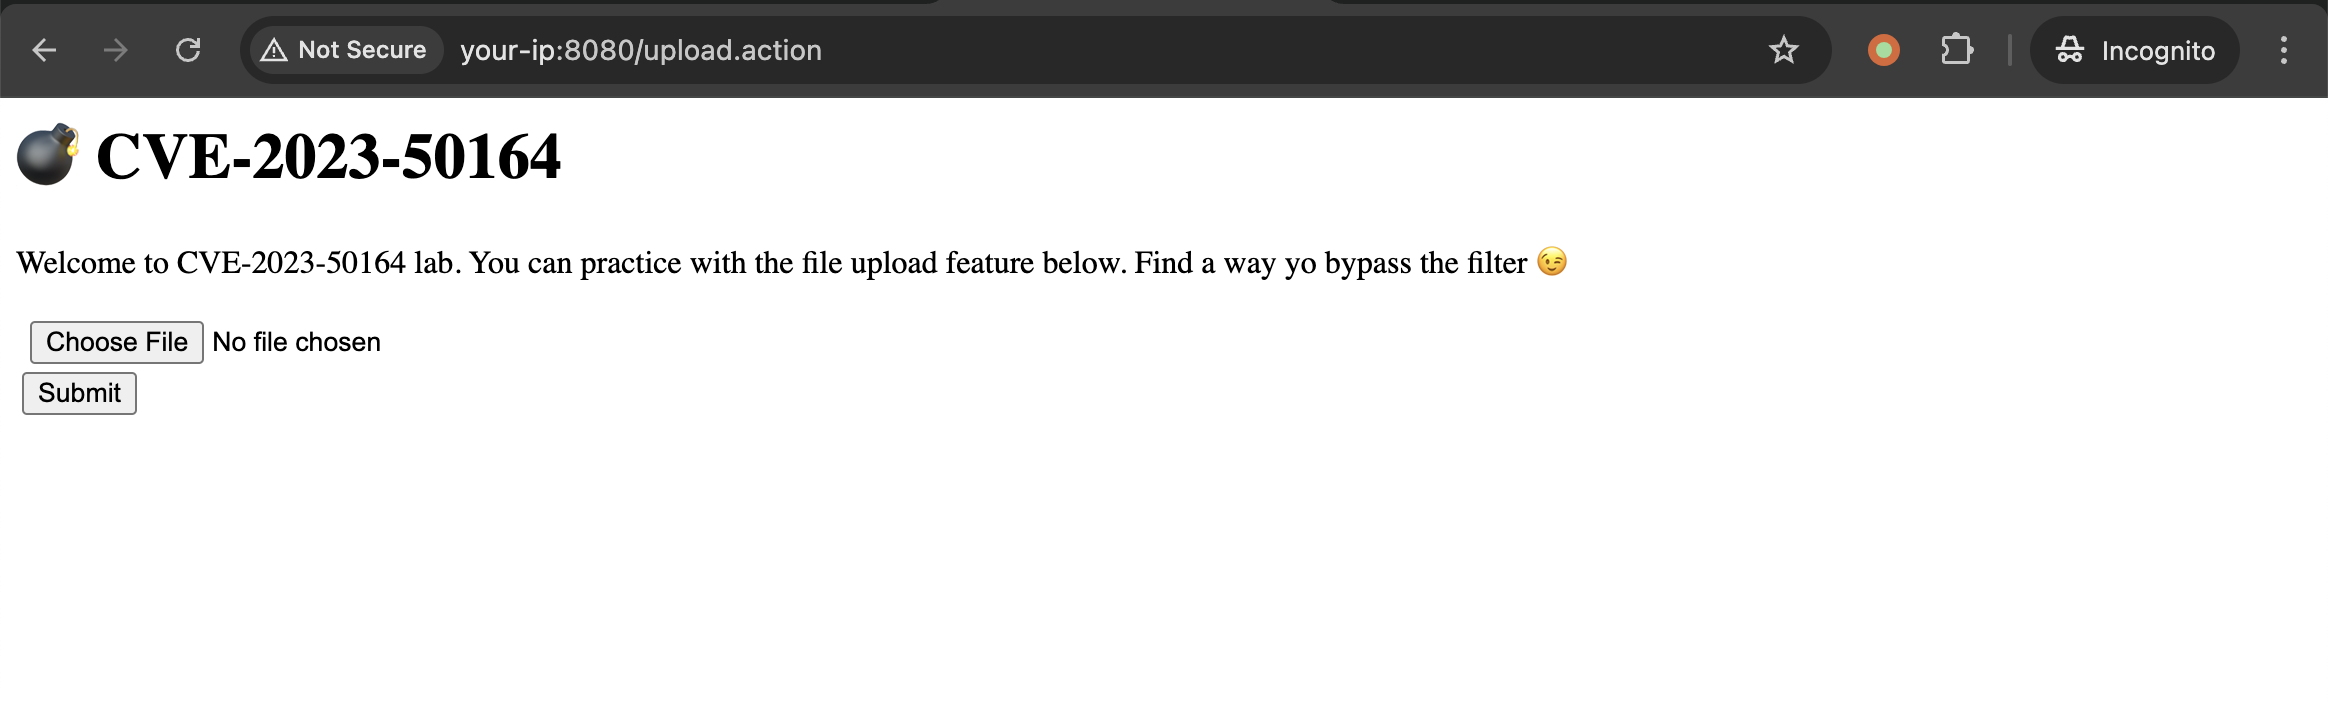 Not Secure your-ip:8080/upload.action Incognito
💣 CVE-2023-50164
Welcome to CVE-2023-50164 lab. You can practice with the file upload feature below. Find a way yo bypass the filter 😉
Choose File No file chosen
Submit